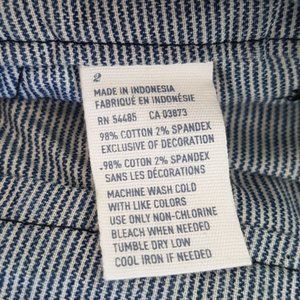 2
MADE IN INDONESIA
FABRIQUÉ EN INDONÉSIE
RN 54485 CA 03873
98% COTTON 2% SPANDEX
EXCLUSIVE OF DECORATION
98% COTON 2% SPANDEX
SANS LES DÉCORATIONS
MACHINE WASH COLD
WITH LIKE COLORS
USE ONLY NON-CHLORINE
BLEACH WHEN NEEDED
TUMBLE DRY LOW
COOL IRON IF NEEDED